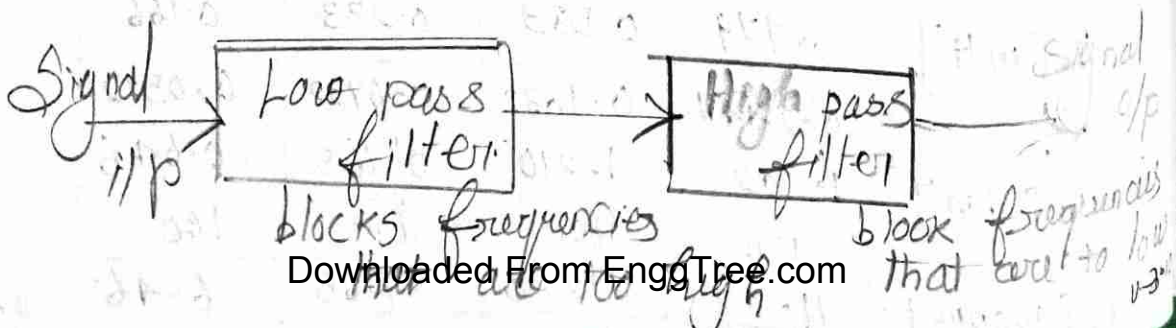 Signal
i/p
Low pass
filter
blocks frequencies
that are too high
High pass
filter
block frequencies
that are to low
Signal
o/p
Downloaded From EnggTree.com